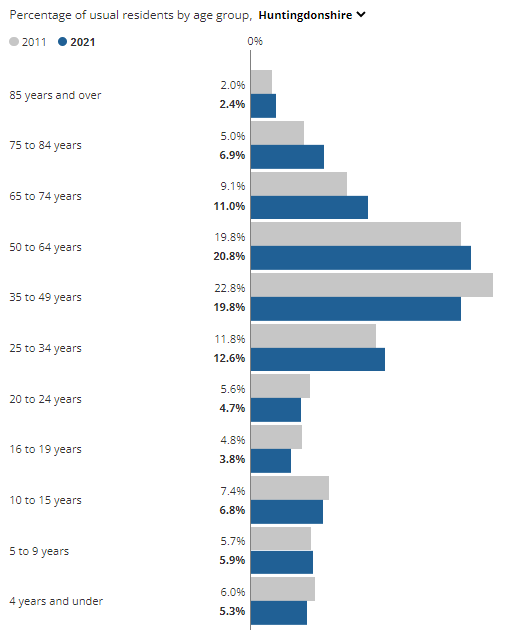 Percentage of usual residents by age group, Huntingdonshire
2011 2021 0%
85 years and over 2.0%
2.4%
75 to 84 years 5.0%
6.9%
65 to 74 years 9.1%
11.0%
50 to 64 years 19.8%
20.8%
35 to 49 years 22.8%
19.8%
25 to 34 years 11.8%
12.6%
20 to 24 years 5.6%
4.7%
16 to 19 years 4.8%
3.8%
10 to 15 years 7.4%
6.8%
5 to 9 years 5.7%
5.9%
4 years and under 6.0%
5.3%